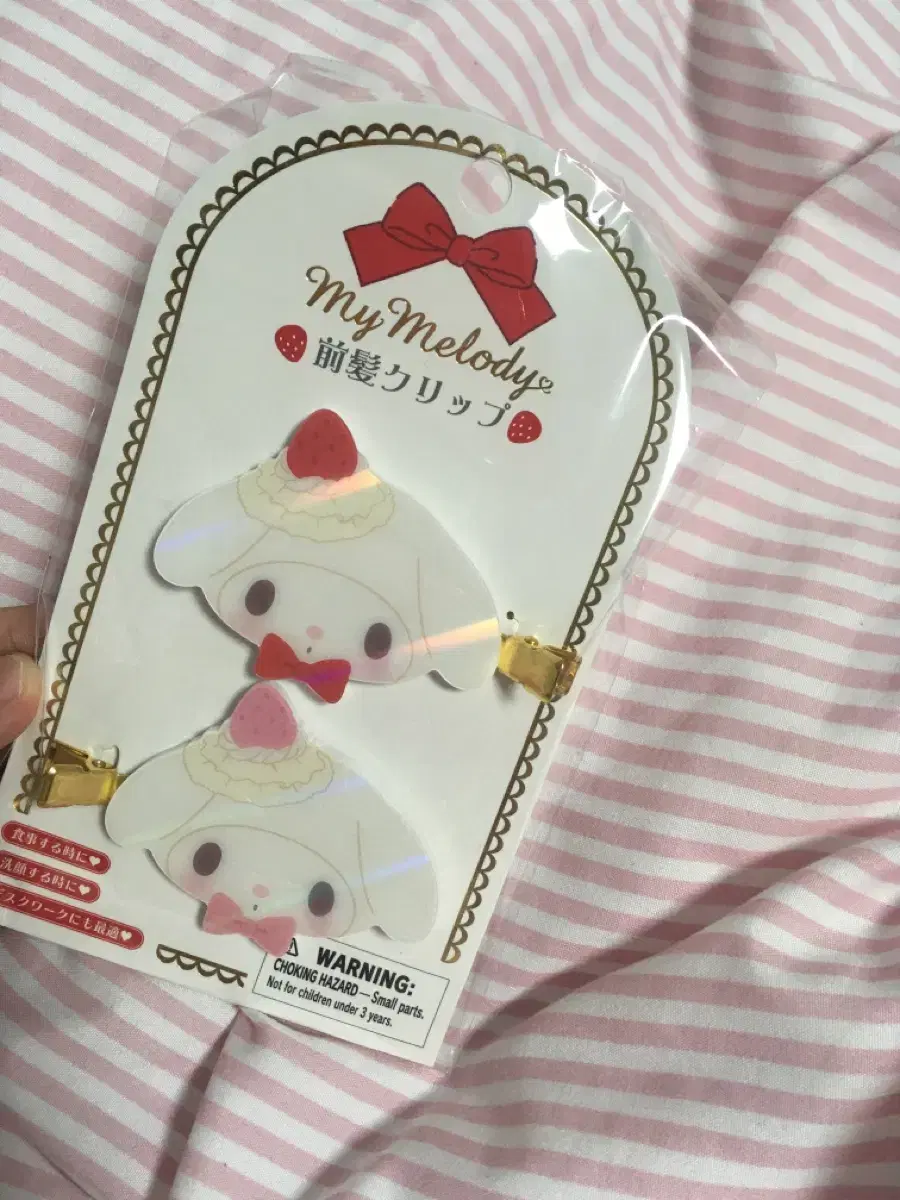 My Melody
前髪クリップ
食事する時に♥
洗顔する時に♥
デスクワークにも最適♥
WARNING:
CHOKING HAZARD — Small parts.
Not for children under 3 years.